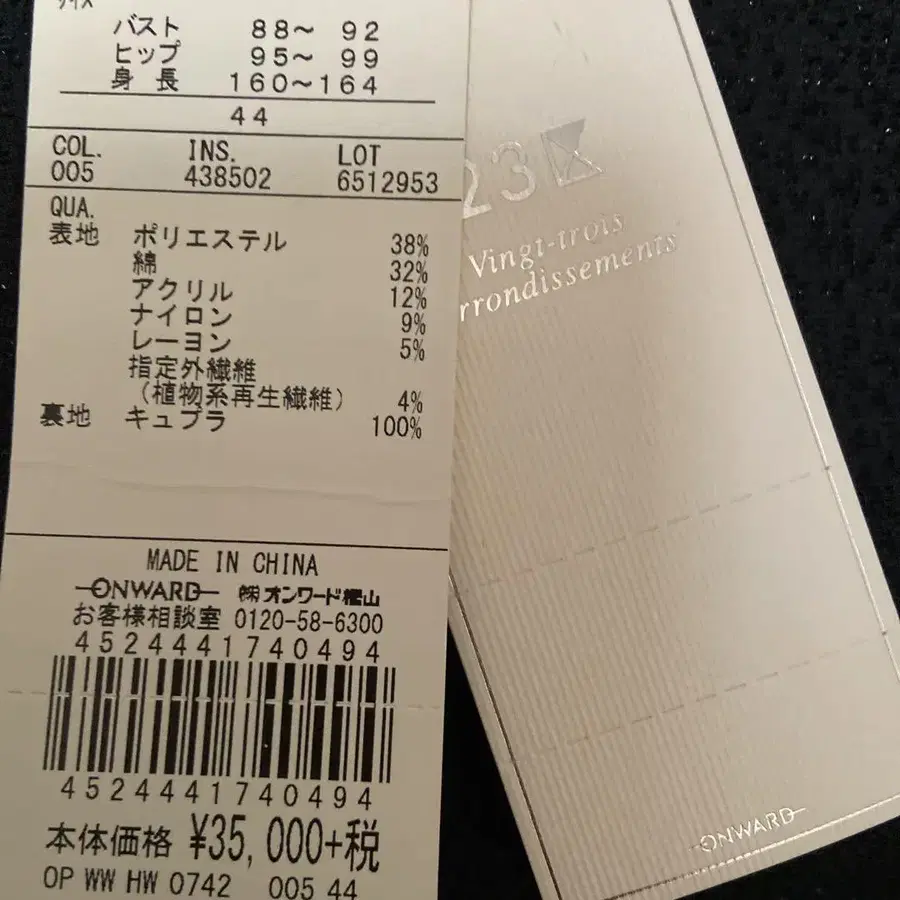 サイズ
バスト 88～ 92
ヒップ 95～ 99
身 長 160～164
44
COL. INS. LOT
005 438502 6512953
QUA.
表地 ポリエステル 38%
綿 32%
アクリル 12%
ナイロン 9%
レーヨン 5%
指定外繊維
（植物系再生繊維） 4%
裏地 キュプラ 100%
MADE IN CHINA
ONWARD ㈱オンワード樫山
お客様相談室 0120-58-6300
4524441740494
4524441740494
本体価格 ¥35,000+税
OP WW HW 0742 005 44
23
Vingt-trois
rrondissements
ONWARD